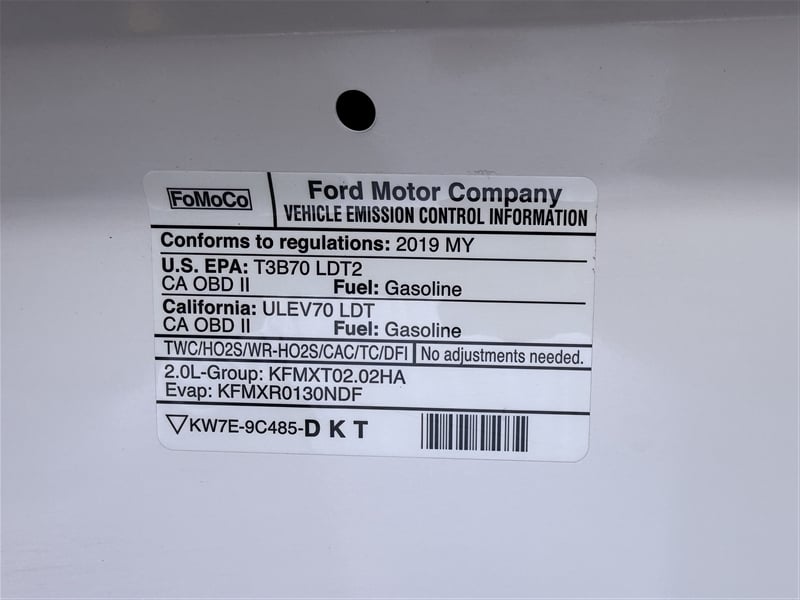 FoMoCo
Ford Motor Company
VEHICLE EMISSION CONTROL INFORMATION
Conforms to regulations: 2019 MY
U.S. EPA: T3B70 LDT2
CA OBD II Fuel: Gasoline
California: ULEV70 LDT
CA OBD II Fuel: Gasoline
TWC/HO2S/WR-HO2S/CAC/TC/DFI No adjustments needed.
2.0L-Group: KFMXT02.02HA
Evap: KFMXR0130NDF
KW7E-9C485-D K T